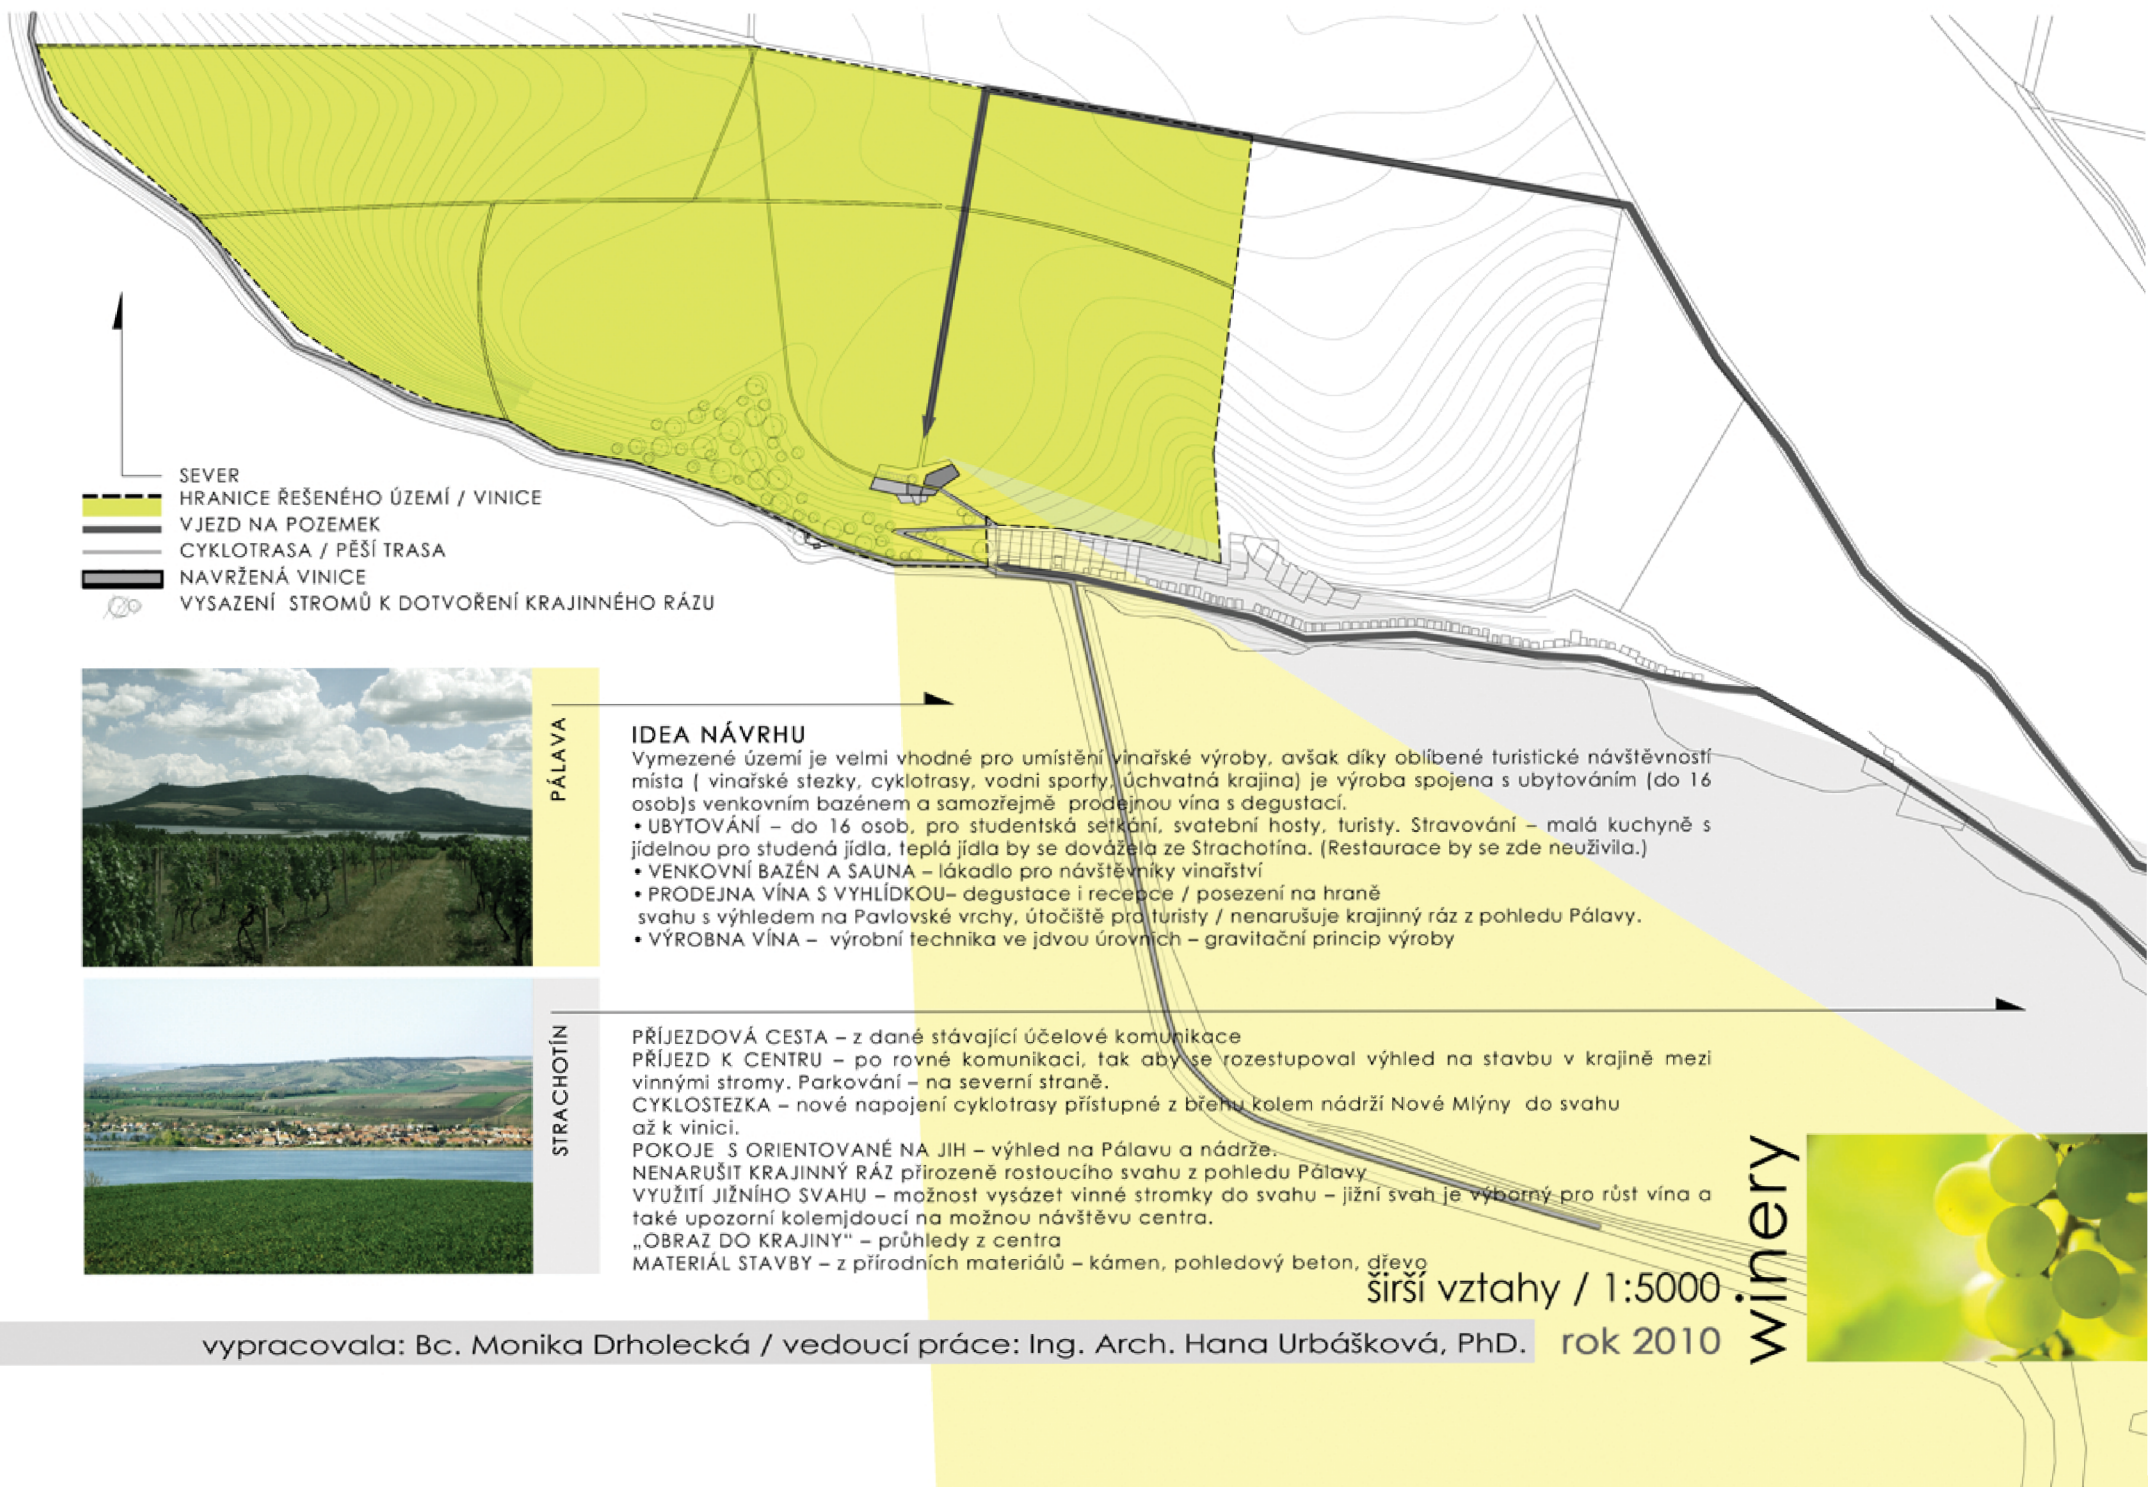 SEVER
HRANICE ŘEŠENÉHO ÚZEMÍ / VINICE
VJEZD NA POZEMEK
CYKLOTRASA / PĚŠÍ TRASA
NAVRŽENÁ VINICE
VYSAZENÍ STROMŮ K DOTVOŘENÍ KRAJINNÉHO RÁZU
PÁLAVA
IDEA NÁVRHU
Vymezené území je velmi vhodné pro umístění vinařské výroby, avšak díky oblíbené turistické návštěvností
místa ( vinařské stezky, cyklotrasy, vodni sporty, úchvatná krajina) je výroba spojena s ubytováním (do 16
osob)s venkovním bazénem a samozřejmě prodejnou vína s degustací.
• UBYTOVÁNÍ – do 16 osob, pro studentská setkání, svatební hosty, turisty. Stravování – malá kuchyně s
jídelnou pro studená jídla, teplá jídla by se dovážela ze Strachotína. (Restaurace by se zde neuživila.)
• VENKOVNÍ BAZÉN A SAUNA – lákadlo pro návštěvníky vinařství
• PRODEJNA VÍNA S VYHLÍDKOU– degustace i recepce / posezení na hraně
svahu s výhledem na Pavlovské vrchy, útočiště pro turisty / nenarušuje krajinný ráz z pohledu Pálavy.
• VÝROBNA VÍNA – výrobní technika ve jdvou úrovních – gravitační princip výroby
STRACHOTÍN
PŘÍJEZDOVÁ CESTA – z dané stávající účelové komunikace
PŘÍJEZD K CENTRU – po rovné komunikaci, tak aby se rozestupoval výhled na stavbu v krajině mezi
vinnými stromy. Parkování – na severní straně.
CYKLOSTEZKA – nové napojení cyklotrasy přístupné z břehu kolem nádrží Nové Mlýny do svahu
až k vinici.
POKOJE S ORIENTOVANÉ NA JIH – výhled na Pálavu a nádrže.
NENARUŠIT KRAJINNÝ RÁZ přirozeně rostoucího svahu z pohledu Pálavy
VYUŽITÍ JIŽNÍHO SVAHU – možnost vysázet vinné stromky do svahu – jižní svah je výborný pro růst vína a
také upozorní kolemjdoucí na možnou návštěvu centra.
„OBRAZ DO KRAJINY" – průhledy z centra
MATERIÁL STAVBY – z přírodních materiálů – kámen, pohledový beton, dřevo
širší vztahy / 1:5000
winery
vypracovala: Bc. Monika Drholecká / vedoucí práce: Ing. Arch. Hana Urbášková, PhD.
rok 2010